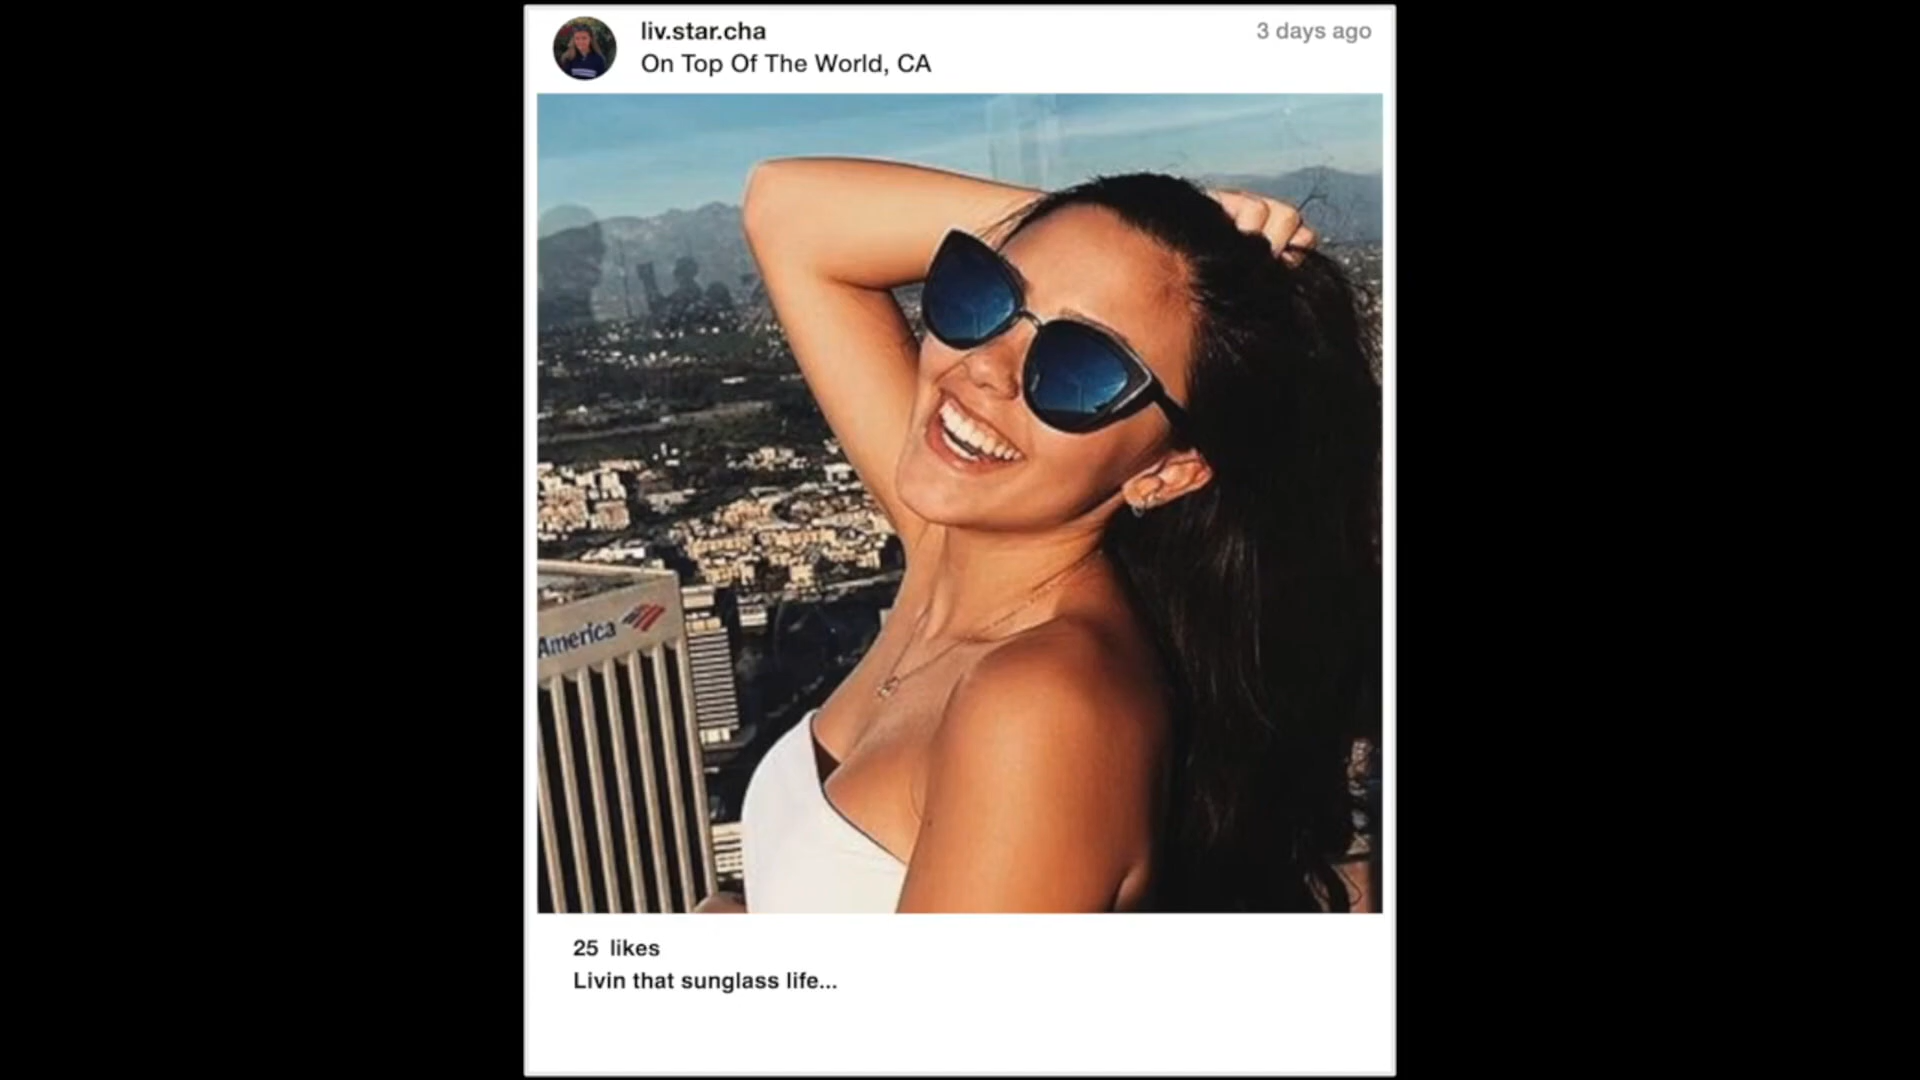 liv.star.cha
3 days ago
On Top Of The World, CA
America
25 likes
Livin that sunglass life...